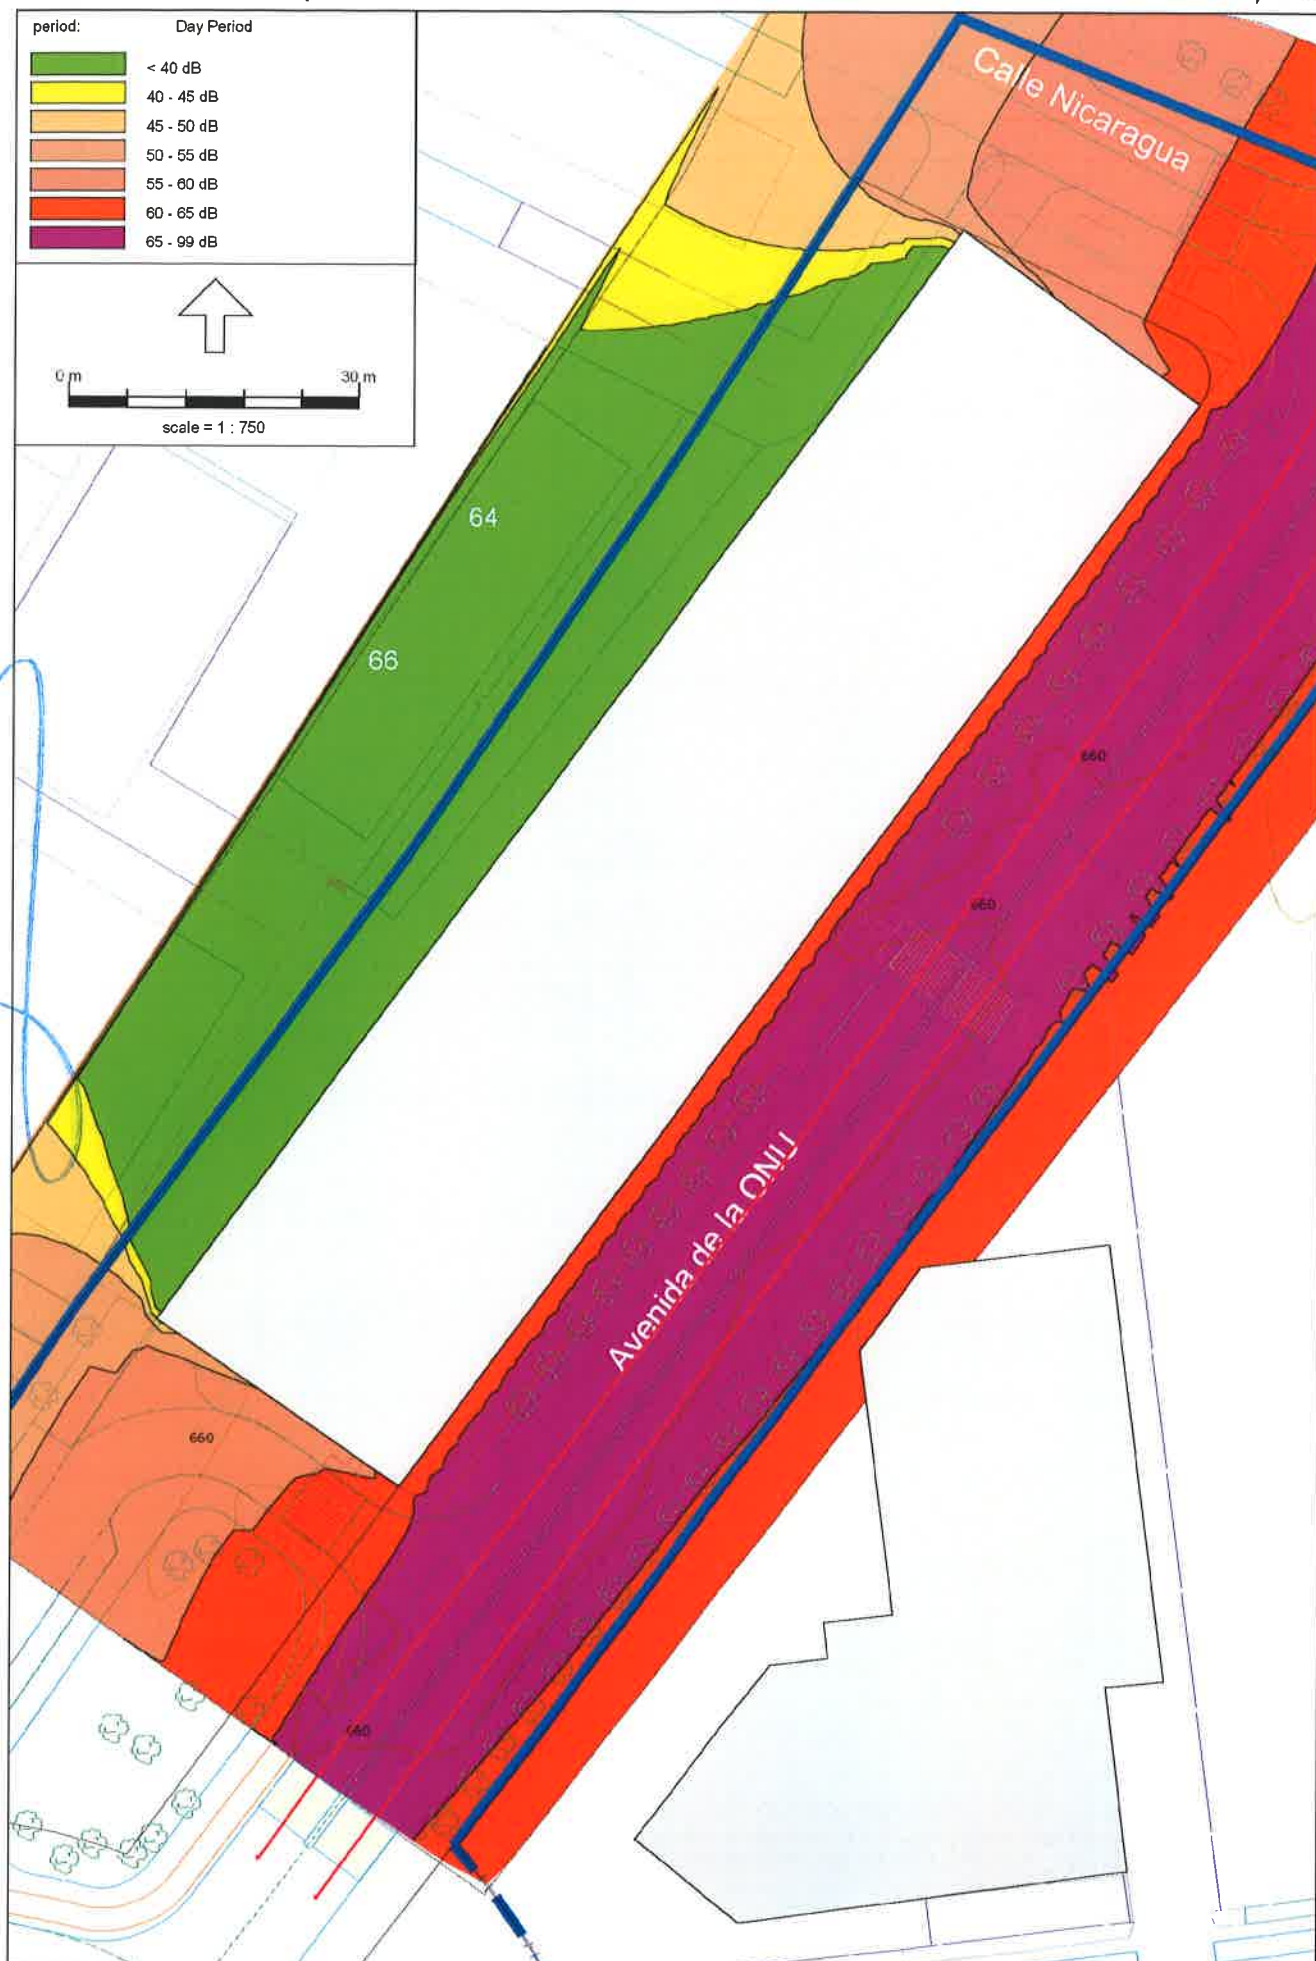 period: Day Period
< 40 dB
40 - 45 dB
45 - 50 dB
50 - 55 dB
55 - 60 dB
60 - 65 dB
65 - 99 dB
0 m 30 m
scale = 1 : 750
Calle Nicaragua
64
66
660
660
Avenida de la ONU
660
660